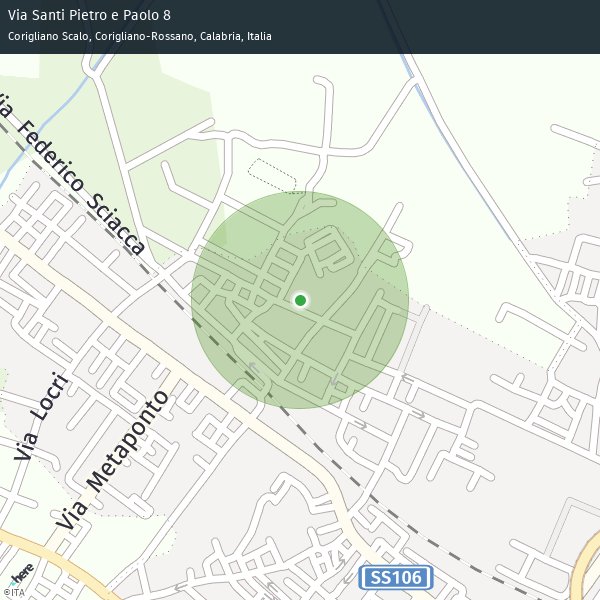 Via Santi Pietro e Paolo 8
Corigliano Scalo, Corigliano-Rossano, Calabria, Italia
Via Federico Sciacca
Via Locri
Via Metaponto
SS106
here
©ITA